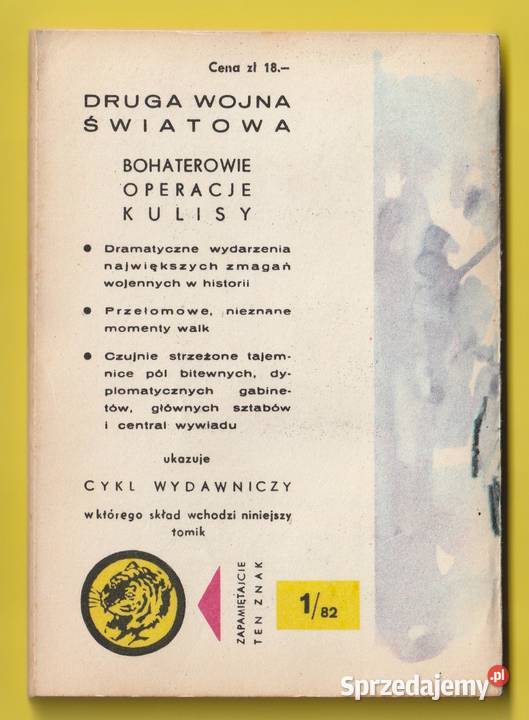 Cena zł 18.—
DRUGA WOJNA
ŚWIATOWA
BOHATEROWIE
OPERACJE
KULISY
● Dramatyczne wydarzenia
największych zmagań
wojennych w historii
● Przełomowe, nieznane
momenty walk
● Czujnie strzeżone tajem-
nice pól bitewnych, dy-
plomatycznych gabine-
tów, głównych sztabów
i central wywiadu
ukazuje
CYKL WYDAWNICZY
w którego skład wchodzi niniejszy
tomik
ZAPAMIĘTAJCIE
TEN ZNAK
1/82
Sprzedajemy.pl